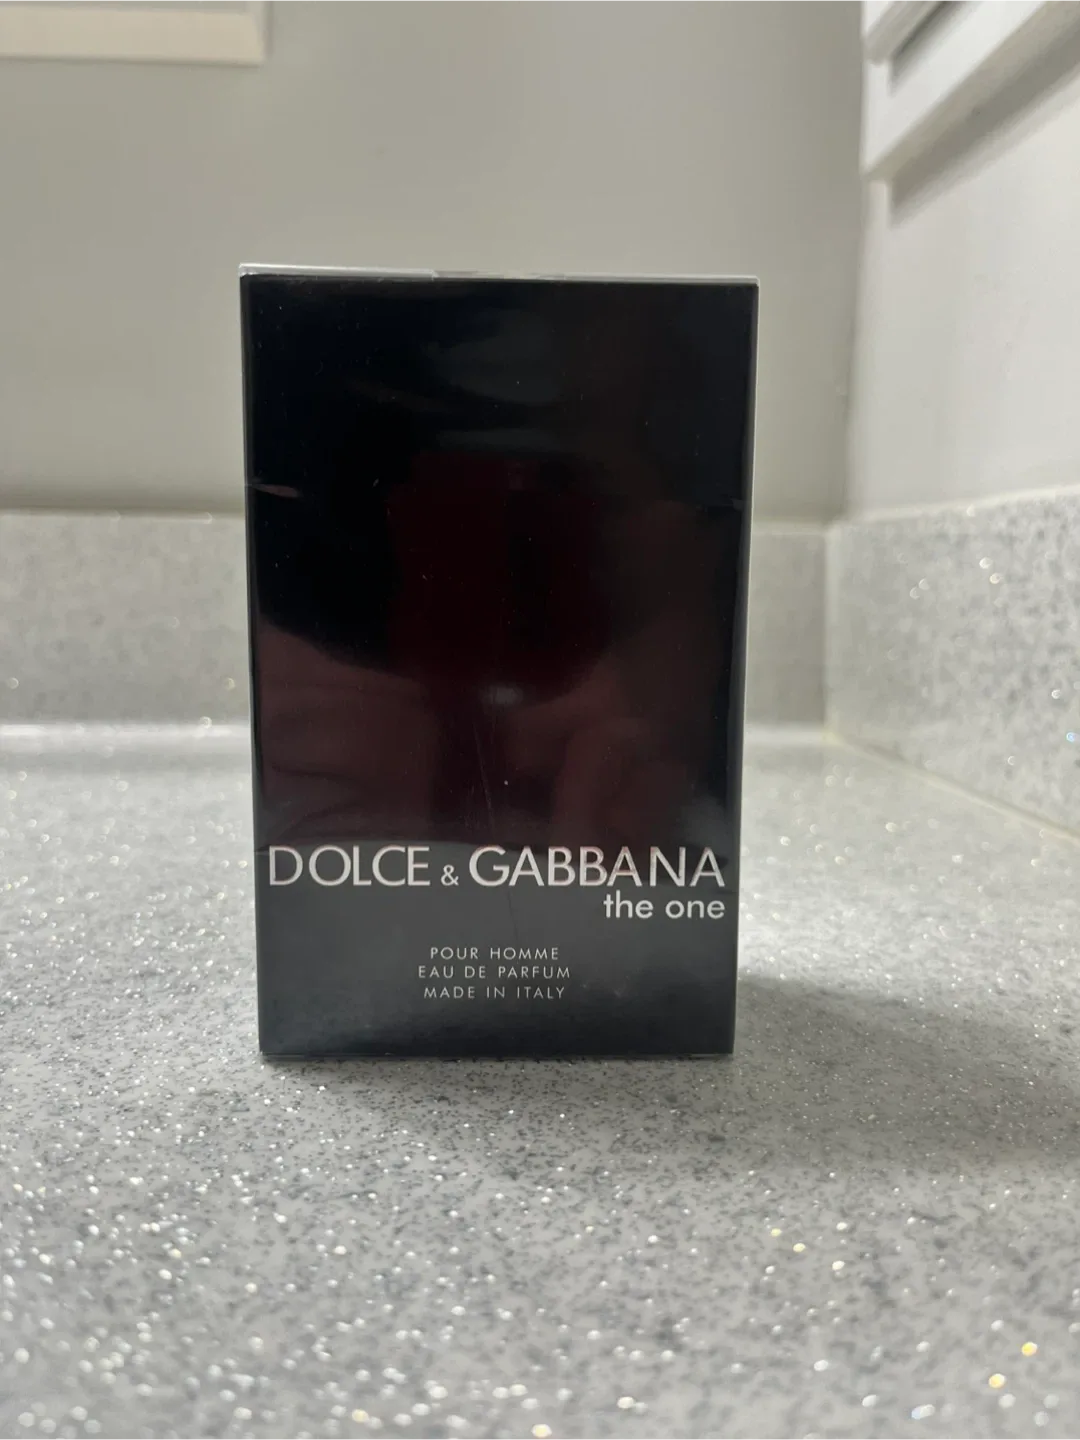 DOLCE & GABBANA
the one
POUR HOMME
EAU DE PARFUM
MADE IN ITALY